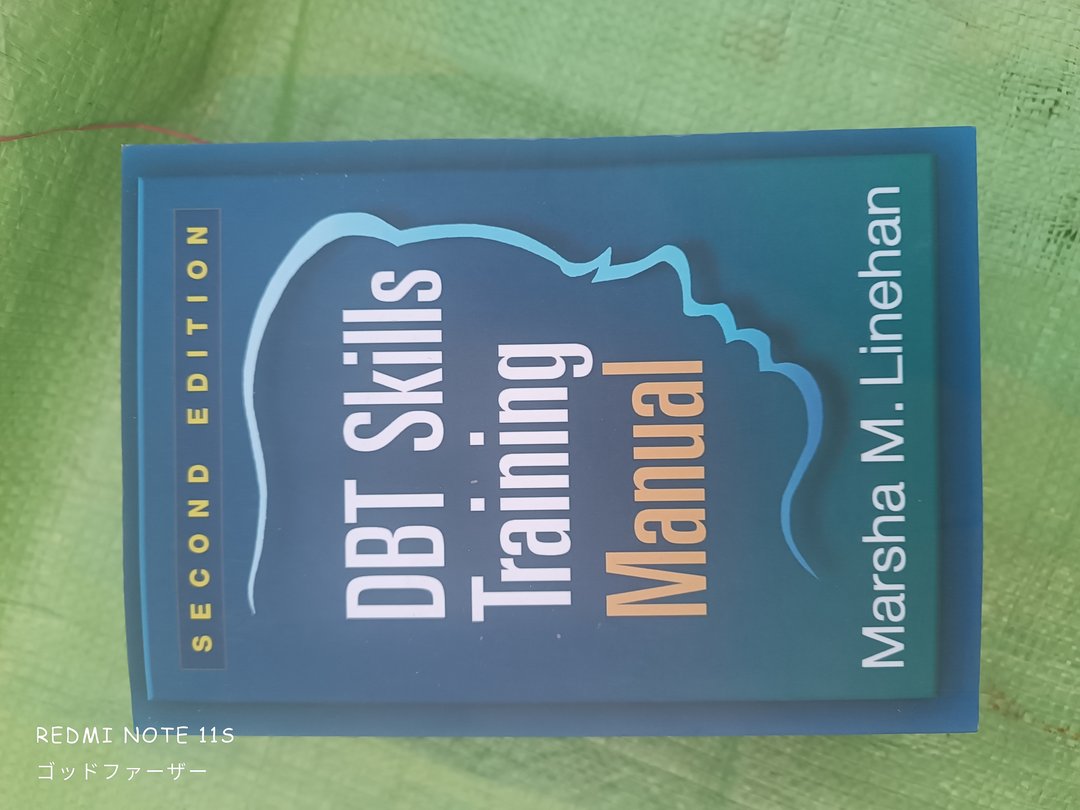 SECOND EDITION
DBT Skills
Training
Manual
Marsha M. Linehan
REDMI NOTE 11S
ゴッドファーザー